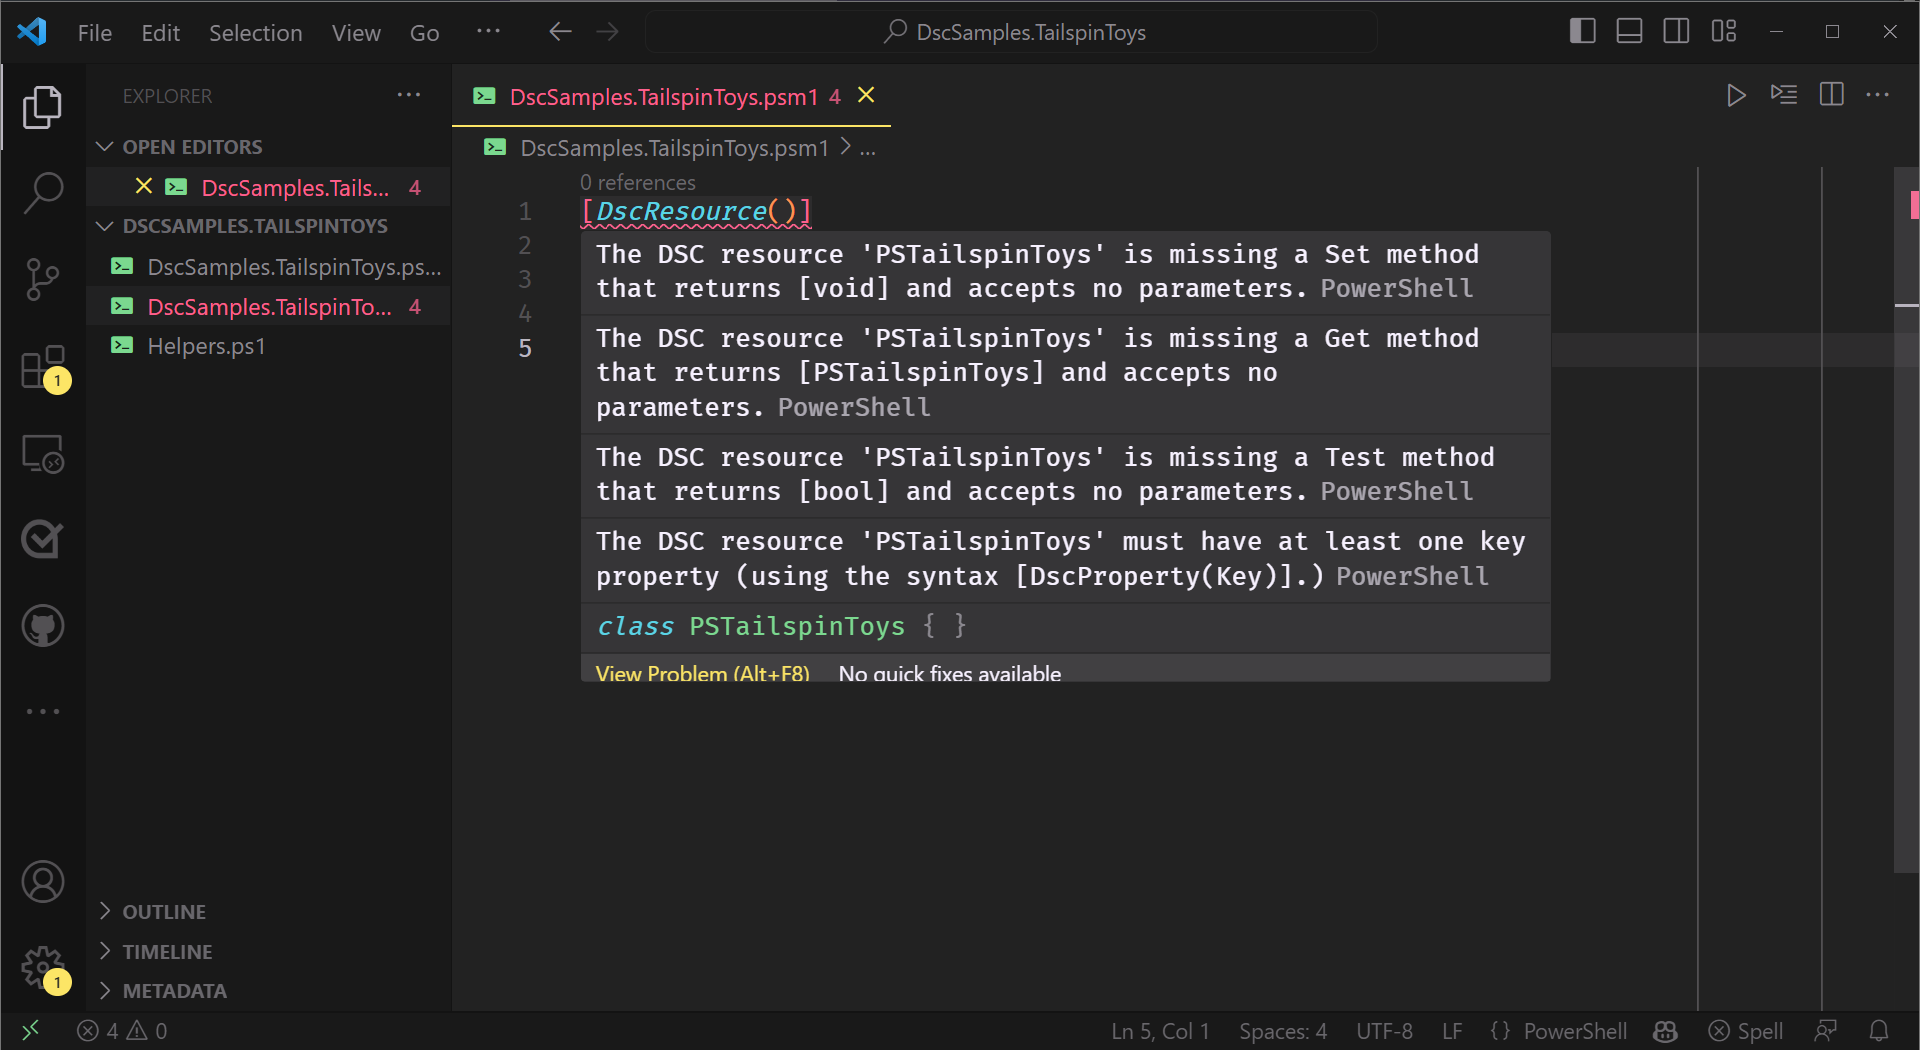 File Edit Selection View Go ...
DscSamples.TailspinToys
EXPLORER
OPEN EDITORS
DscSamples.Tails... 4
DSCSAMPLES.TAILSPINTOYS
DscSamples.TailspinToys.ps...
DscSamples.TailspinTo... 4
Helpers.ps1
1
OUTLINE
TIMELINE
METADATA
1
DscSamples.TailspinToys.psm1 4
DscSamples.TailspinToys.psm1 > ...
0 references
1 [DscResource()]
2
3
4
5
The DSC resource 'PSTailspinToys' is missing a Set method
that returns [void] and accepts no parameters. PowerShell
The DSC resource 'PSTailspinToys' is missing a Get method
that returns [PSTailspinToys] and accepts no
parameters. PowerShell
The DSC resource 'PSTailspinToys' is missing a Test method
that returns [bool] and accepts no parameters. PowerShell
The DSC resource 'PSTailspinToys' must have at least one key
property (using the syntax [DscProperty(Key)].) PowerShell
class PSTailspinToys { }
View Problem (Alt+F8) No quick fixes available
4 0
Ln 5, Col 1 Spaces: 4 UTF-8 LF {} PowerShell Spell